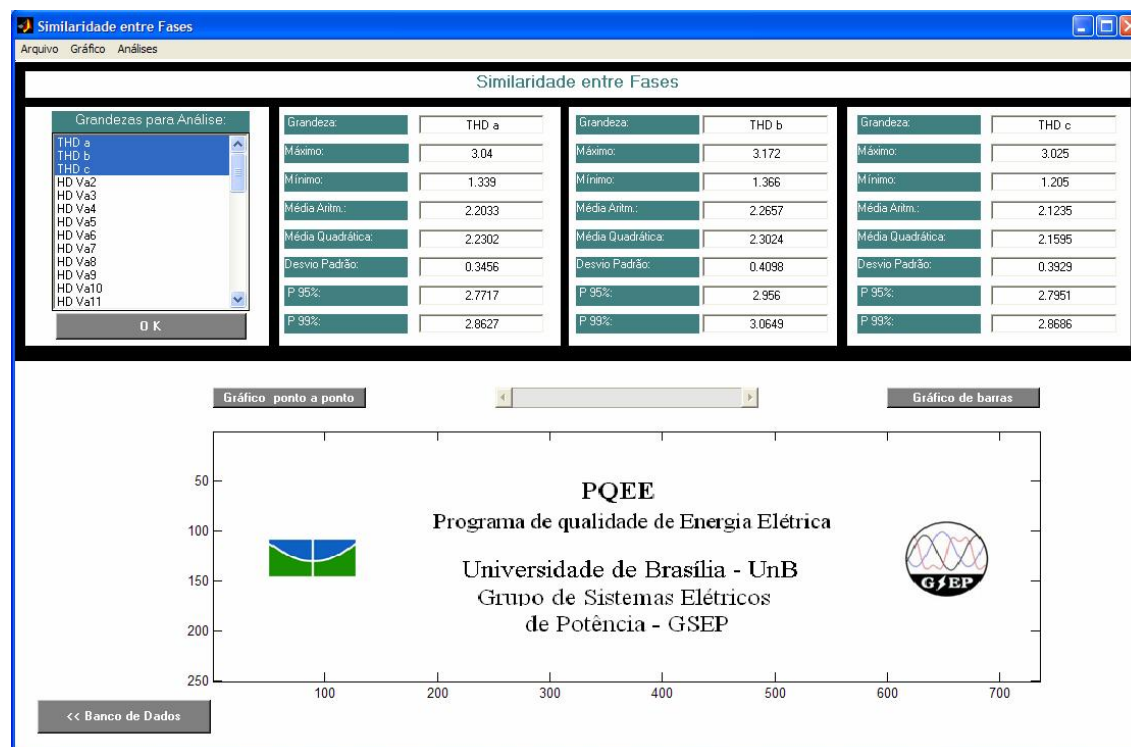 Similaridade entre Fases
Arquivo Gráfico Análises
Similaridade entre Fases
Grandezas para Análise:
THD a
THD b
THD c
HD Va2
HD Va3
HD Va4
HD Va5
HD Va6
HD Va7
HD Va8
HD Va9
HD Va10
HD Va11
O K
Grandeza: THD a
Máximo: 3.04
Mínimo: 1.339
Média Aritm.: 2.2033
Média Quadrática: 2.2302
Desvio Padrão: 0.3456
P 95%: 2.7717
P 99%: 2.8627
Grandeza: THD b
Máximo: 3.172
Mínimo: 1.366
Média Aritm.: 2.2657
Média Quadrática: 2.3024
Desvio Padrão: 0.4098
P 95%: 2.956
P 99%: 3.0649
Grandeza: THD c
Máximo: 3.025
Mínimo: 1.205
Média Aritm.: 2.1235
Média Quadrática: 2.1595
Desvio Padrão: 0.3929
P 95%: 2.7951
P 99%: 2.8686
Gráfico ponto a ponto
Gráfico de barras
50
100
150
200
250
PQEE
Programa de qualidade de Energia Elétrica
Universidade de Brasília - UnB
Grupo de Sistemas Elétricos
de Potência - GSEP
GSEP
100 200 300 400 500 600 700
<< Banco de Dados